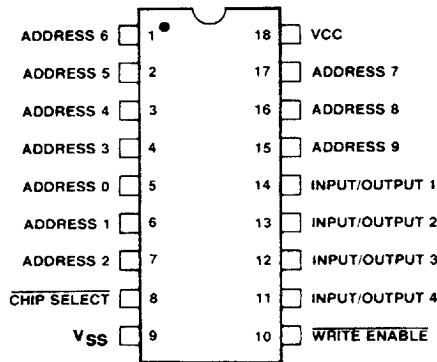 ADDRESS 6 1 18 VCC
ADDRESS 5 2 17 ADDRESS 7
ADDRESS 4 3 16 ADDRESS 8
ADDRESS 3 4 15 ADDRESS 9
ADDRESS 0 5 14 INPUT/OUTPUT 1
ADDRESS 1 6 13 INPUT/OUTPUT 2
ADDRESS 2 7 12 INPUT/OUTPUT 3
CHIP SELECT 8 11 INPUT/OUTPUT 4
VSS 9 10 WRITE ENABLE